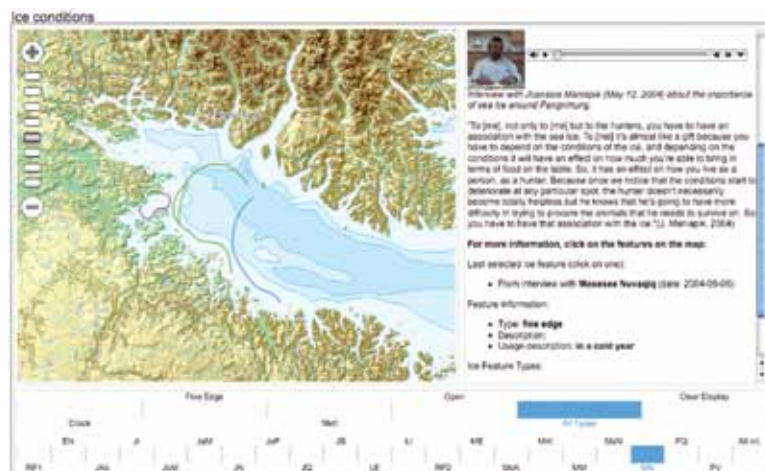 Ice conditions
Interview with Joanasie Maniapik (May 12, 2004) about the importance
of sea ice around Pangnirtung:
"To [me], not only to [me] but to the hunters, you have to have an
association with the sea ice. To [me] it's almost like a gift because you
have to depend on the conditions of the ice, and depending on the
conditions it will have an effect on how much you're able to bring in
terms of food on the table. So, it has an effect on how you live as a
person, as a hunter. Because once we notice that the conditions start to
deteriorate at any particular spot, the hunter doesn't necessarily
become totally helpless but he knows that he's going to have more
difficulty in trying to procure the animals that he needs to survive on. So
you have to have that association with the ice." (J. Maniapik, 2004)
For more information, click on the features on the map:
Last selected ice feature (click on one):
• From interview with Mosesee Nuvaqiq (date: )
Feature information:
• Type: floe edge
• Description:
• Usage description: in a cold year
Ice Feature Types:
Floe Edge Open Clear Display
Crack Melt All Types
EN JI JaM JoP JS ME MK MoN PQ